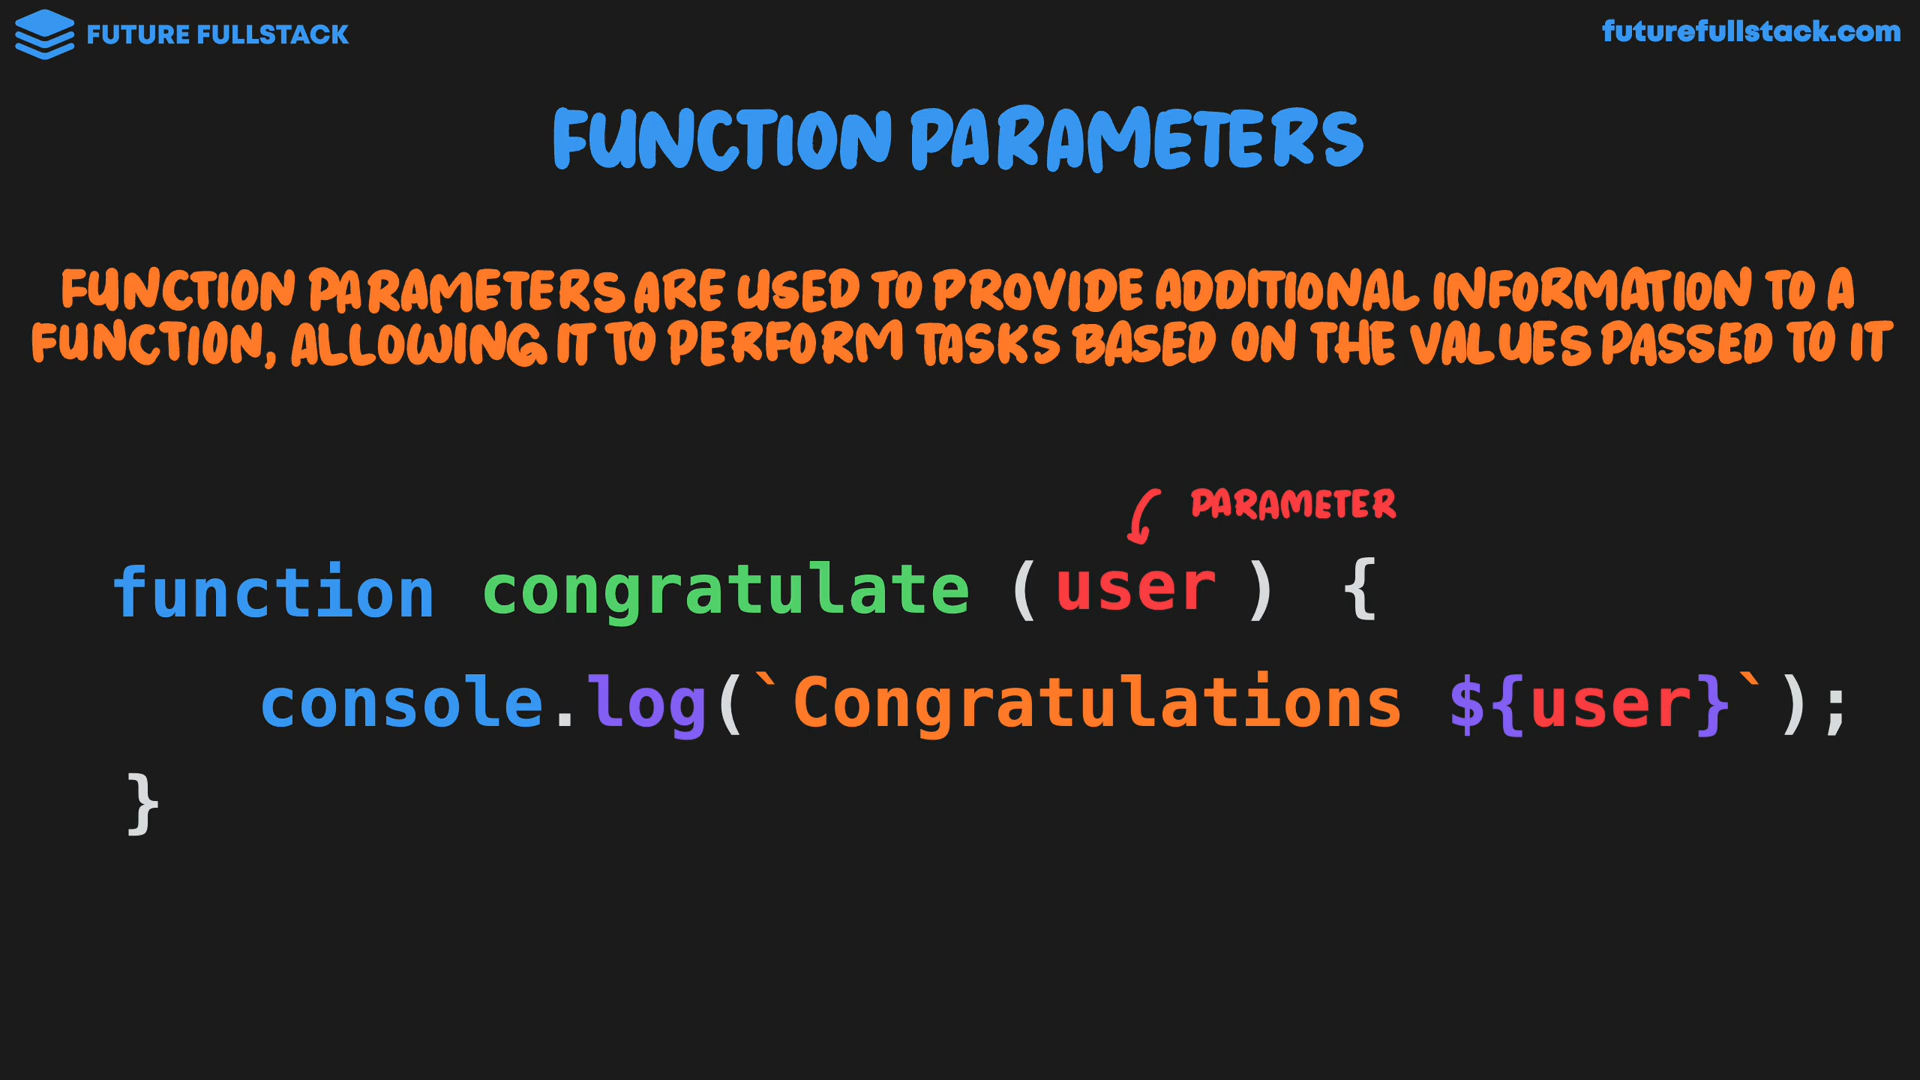 FUTURE FULLSTACK
futurefullstack.com
FUNCTION PARAMETERS
FUNCTION PARAMETERS ARE USED TO PROVIDE ADDITIONAL INFORMATION TO A
FUNCTION, ALLOWING IT TO PERFORM TASKS BASED ON THE VALUES PASSED TO IT
PARAMETER
function congratulate (user) {
console.log(`Congratulations ${user}`);
}